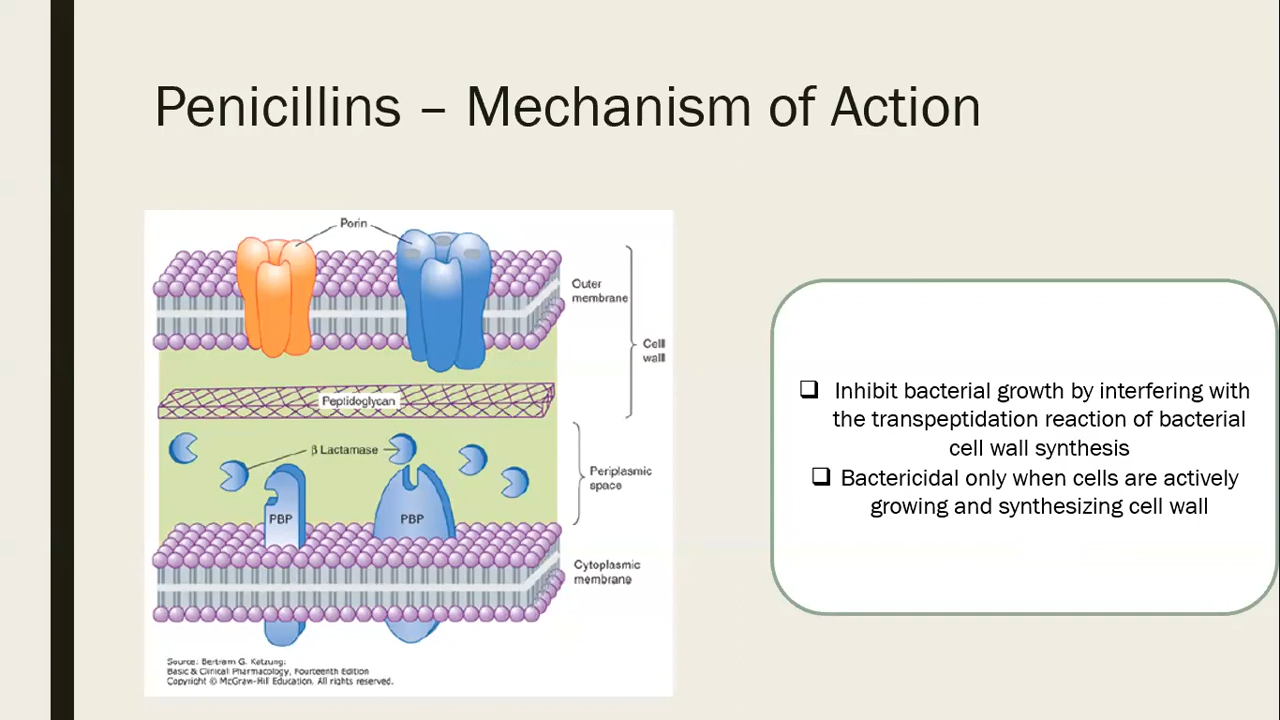 Penicillins – Mechanism of Action
Porin
Outer
membrane
Cell
wall
Peptidoglycan
β Lactamase
Periplasmic
space
PBP
PBP
Cytoplasmic
membrane
Source: Bertram G. Katzung:
Basic & Clinical Pharmacology, Fourteenth Edition
Copyright © McGraw-Hill Education. All rights reserved.
❑ Inhibit bacterial growth by interfering with
the transpeptidation reaction of bacterial
cell wall synthesis
❑ Bactericidal only when cells are actively
growing and synthesizing cell wall